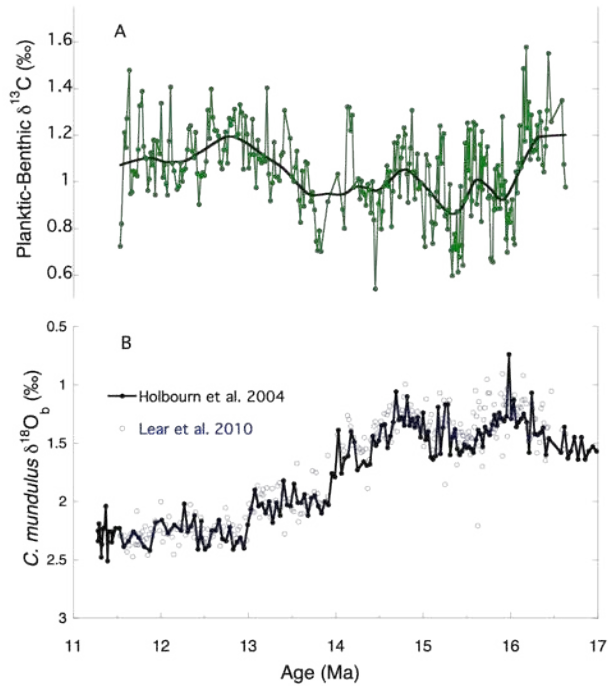 A
1.6
1.4
1.2
1
0.8
0.6
Planktic-Benthic δ13C (‰)
B
0.5
1
1.5
2
2.5
3
C. mundulus δ18Ob (‰)
Holbourn et al. 2004
Lear et al. 2010
11 12 13 14 15 16 17
Age (Ma)